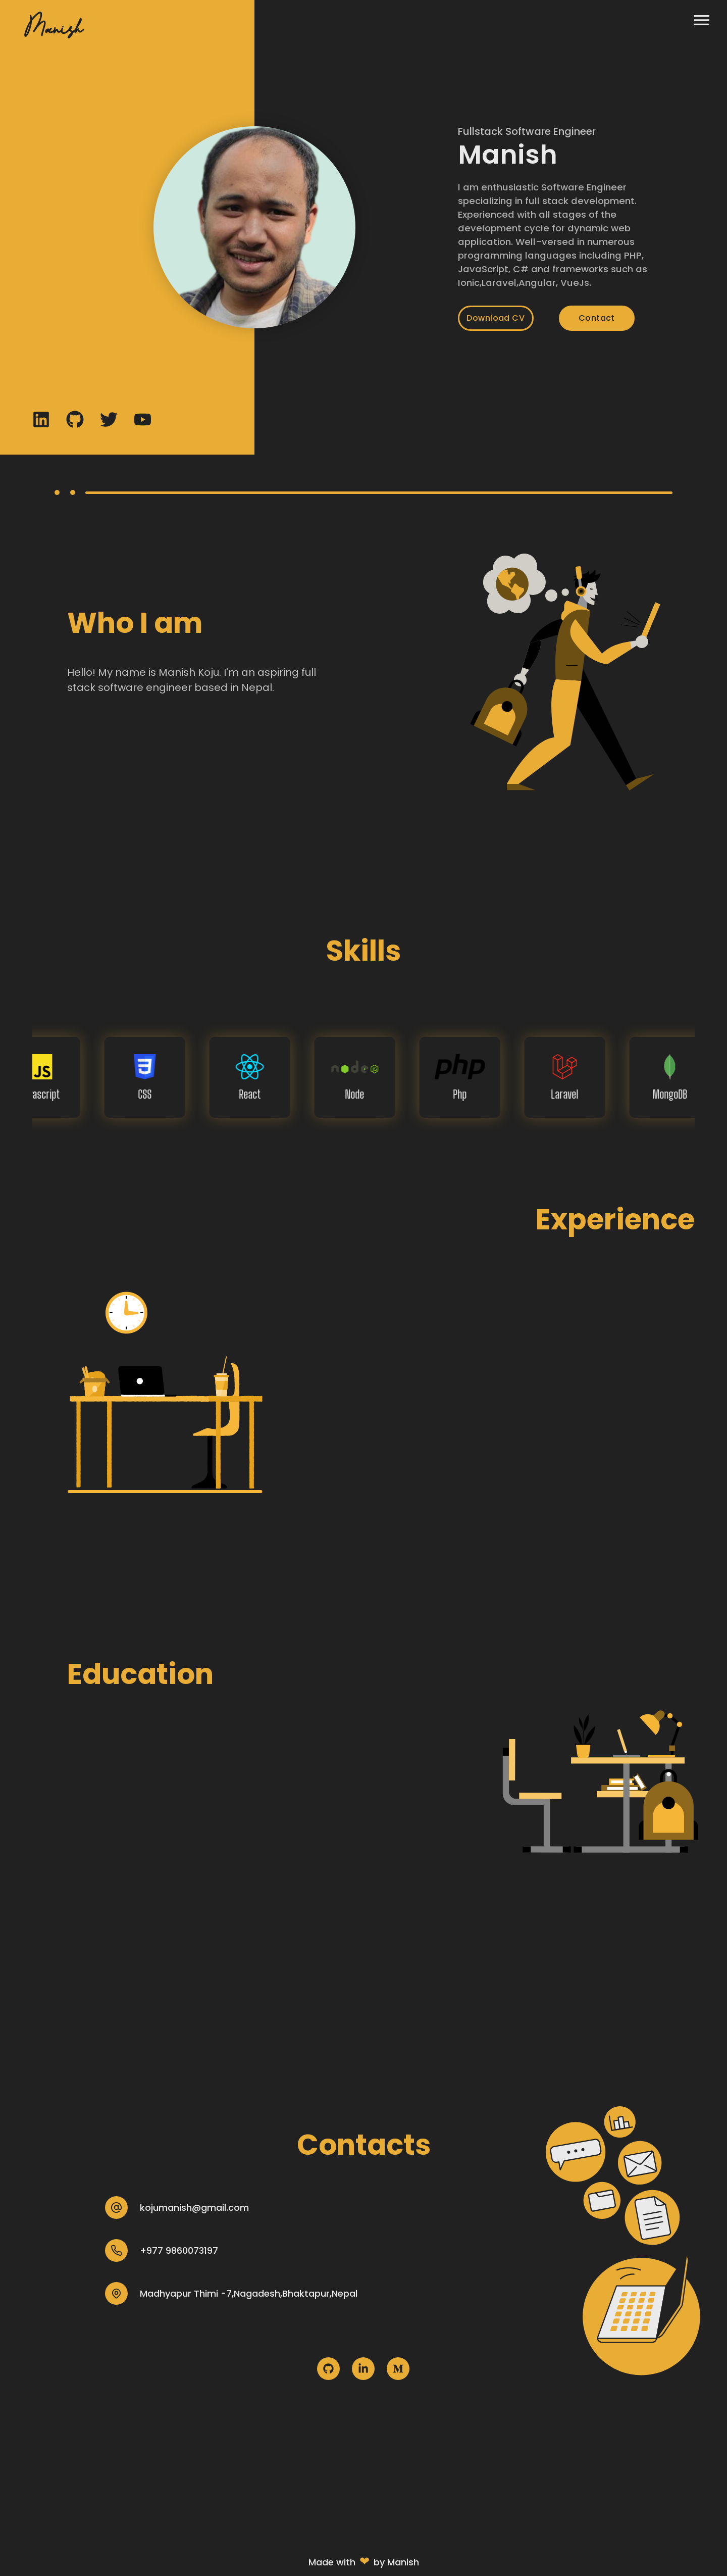 Manish
Fullstack Software Engineer
Manish
I am enthusiastic Software Engineer
specializing in full stack development.
Experienced with all stages of the
development cycle for dynamic web
application. Well-versed in numerous
programming languages including PHP,
JavaScript, C# and frameworks such as
Ionic,Laravel,Angular, VueJs.
Download CV
Contact
Who I am
Hello! My name is Manish Koju. I'm an aspiring full
stack software engineer based in Nepal.
Skills
JS
ascript
3
CSS
React
node JS
Node
php
Php
Laravel
MongoDB
Experience
Education
Contacts
kojumanish@gmail.com
+977 9860073197
Madhyapur Thimi -7,Nagadesh,Bhaktapur,Nepal
in
M
Made with ❤ by Manish